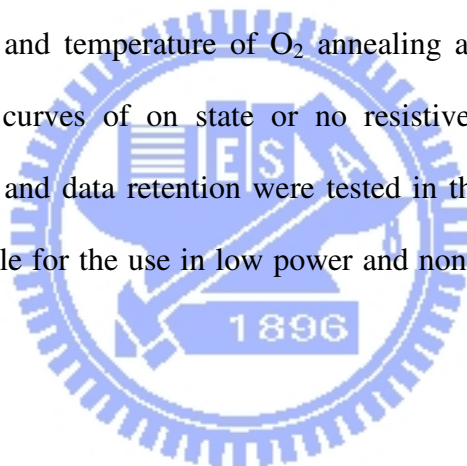 and temperature of O₂ annealing a
curves of on state or no resistive
and data retention were tested in th
le for the use in low power and non
E S A
1896